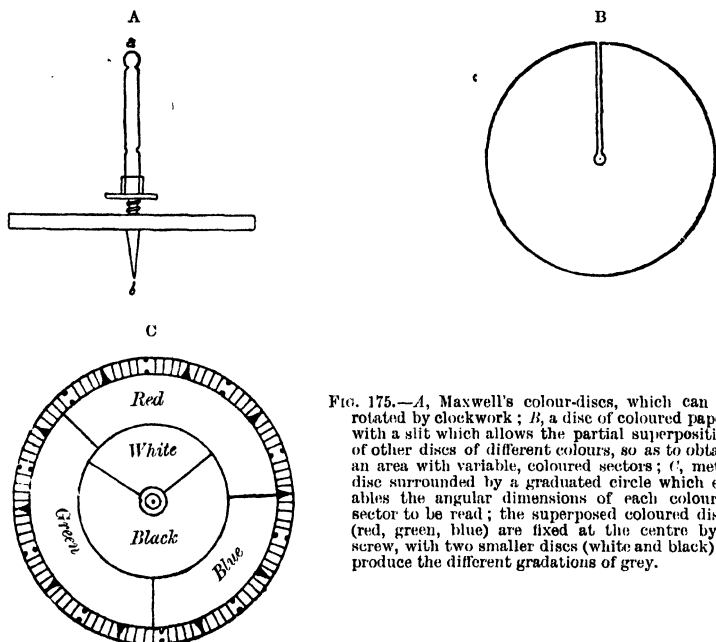 A
a
b
B
c
C
Red
White
Green
Black
Blue
FIG. 175.—A, Maxwell's colour-discs, which can
rotated by clockwork; B, a disc of coloured pap
with a slit which allows the partial superpositi
of other discs of different colours, so as to obta
an area with variable, coloured sectors; C, met
disc surrounded by a graduated circle which e
ables the angular dimensions of each colour
sector to be read; the superposed coloured dis
(red, green, blue) are fixed at the centre by
screw, with two smaller discs (white and black)
produce the different gradations of grey.